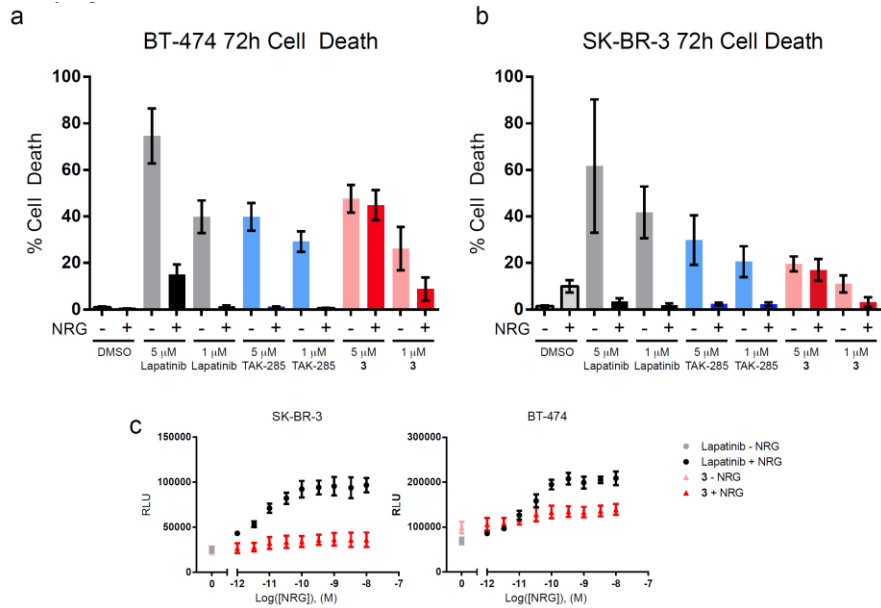 a
BT-474 72h Cell Death
% Cell Death
100
80
60
40
20
0
NRG - + - + - + - + - + - + - +
DMSO 5 µM Lapatinib 1 µM Lapatinib 5 µM TAK-285 1 µM TAK-285 5 µM 3 1 µM 3
b
SK-BR-3 72h Cell Death
% Cell Death
100
80
60
40
20
0
NRG - + - + - + - + - + - + - +
DMSO 5 µM Lapatinib 1 µM Lapatinib 5 µM TAK-285 1 µM TAK-285 5 µM 3 1 µM 3
c
SK-BR-3
RLU
150000
100000
50000
0
0 -12 -11 -10 -9 -8 -7
Log([NRG]), (M)
BT-474
RLU
300000
200000
100000
0
0 -12 -11 -10 -9 -8 -7
Log([NRG]), (M)
Lapatinib - NRG
Lapatinib + NRG
3 - NRG
3 + NRG